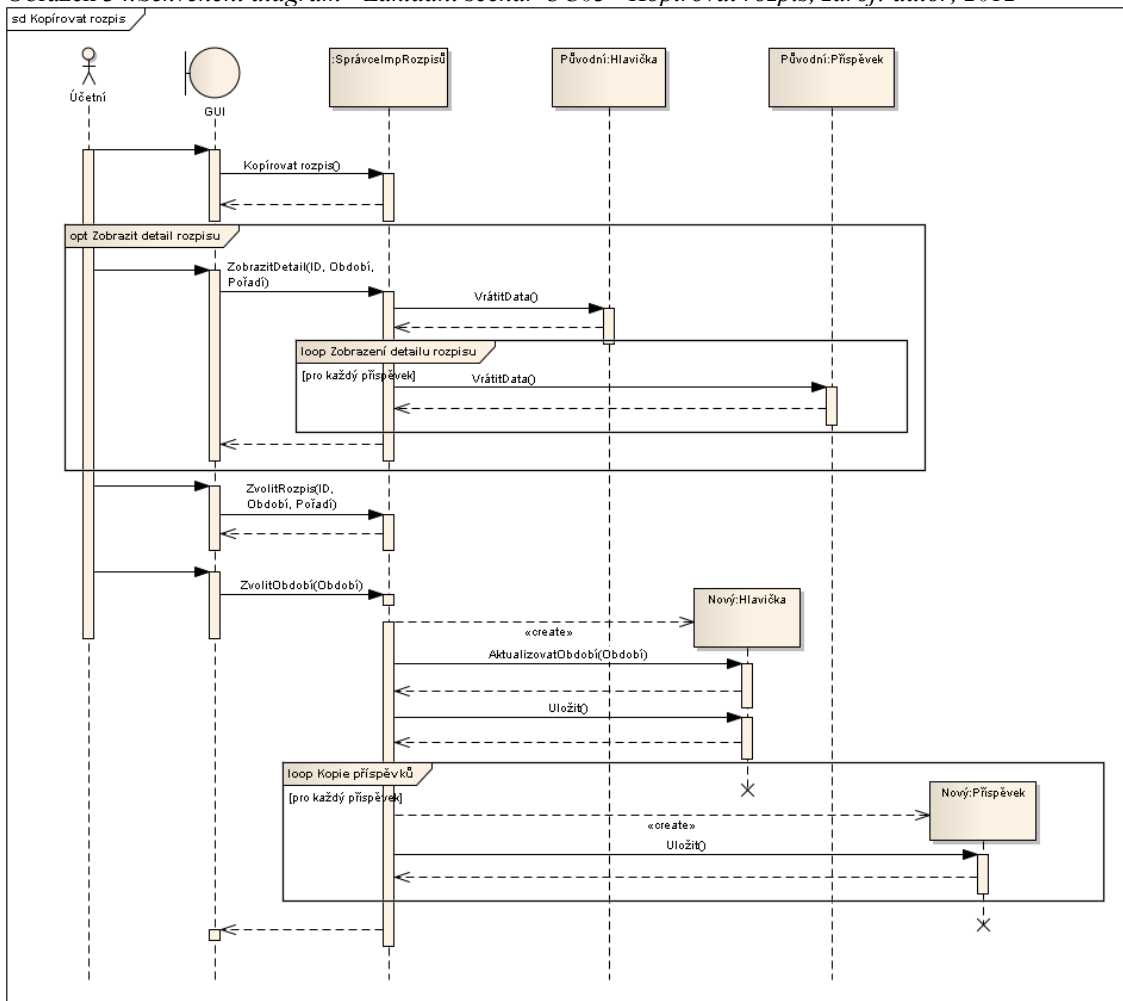 sd Kopírovat rozpis
Účetní
GUI
:SprávceImpRozpisů
Původní:Hlavička
Původní:Příspěvek
Kopírovat rozpis()
opt Zobrazit detail rozpisu
ZobrazitDetail(ID, Období,
Pořadí)
VrátitData()
loop Zobrazení detailu rozpisu
[pro každý příspěvek]
VrátitData()
ZvolitRozpis(ID,
Období, Pořadí)
ZvolitObdobí(Období)
Nový:Hlavička
«create»
AktualizovatObdobí(Období)
Uložit()
loop Kopie příspěvků
[pro každý příspěvek]
Nový:Příspěvek
«create»
Uložit()